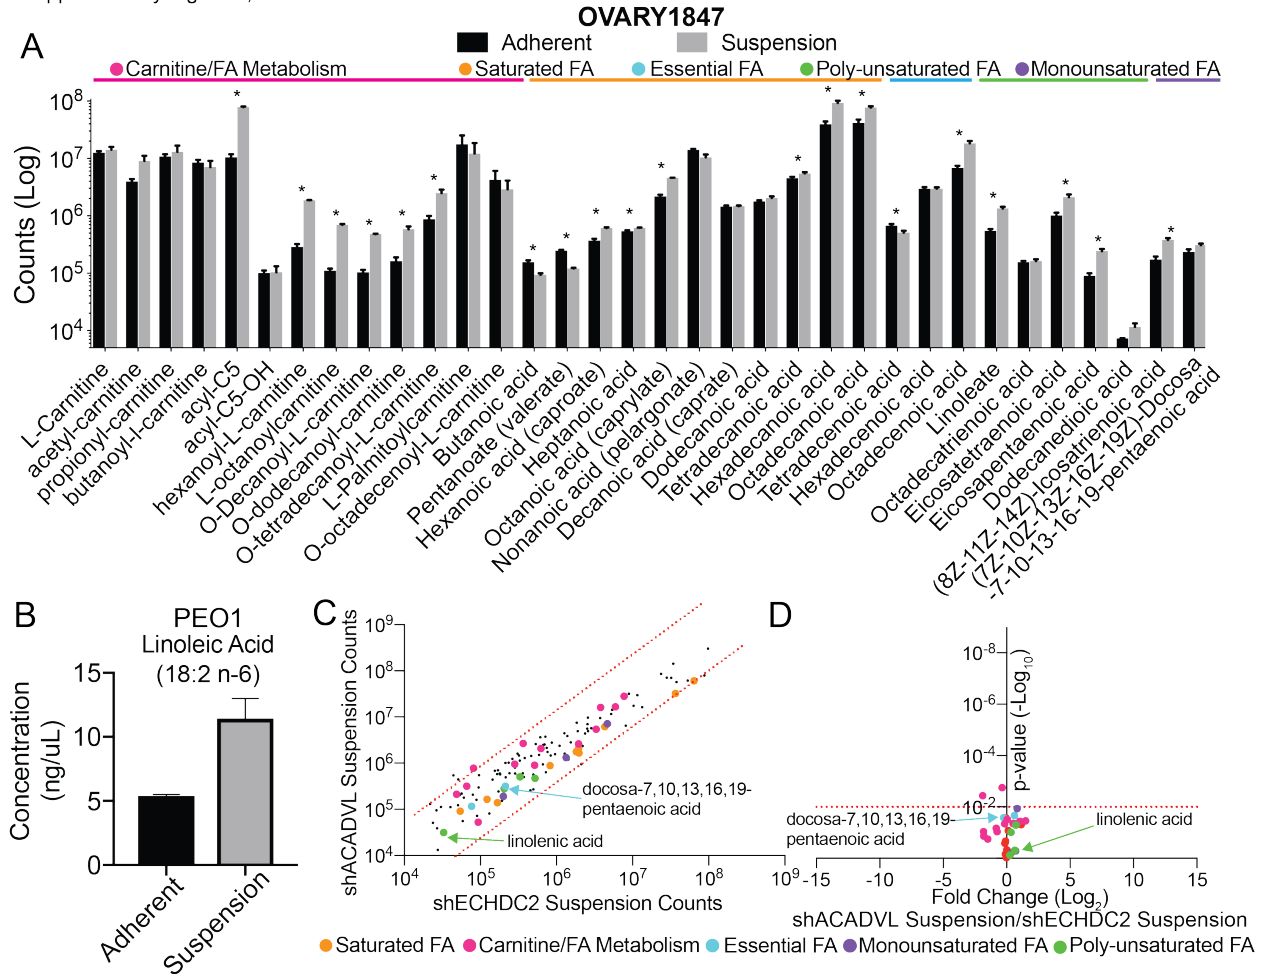 OVARY1847
A
Adherent
Suspension
Carnitine/FA Metabolism
Saturated FA
Essential FA
Poly-unsaturated FA
Monounsaturated FA
Counts (Log)
10^8
10^7
10^6
10^5
10^4
* * * * * * * * * * * * * * * * * * * *
L-Carnitine
acetyl-carnitine
propionyl-carnitine
butanoyl-l-carnitine
acyl-C5
acyl-C5-OH
hexanoyl-L-carnitine
L-octanoylcarnitine
O-Decanoyl-L-carnitine
O-dodecanoyl-L-carnitine
O-tetradecanoyl-L-carnitine
L-Palmitoylcarnitine
O-octadecenoyl-L-carnitine
Butanoic acid
Pentanoate (valerate)
Hexanoic acid (caproate)
Heptanoic acid
Octanoic acid (caprylate)
Nonanoic acid (pelargonate)
Decanoic acid (caprate)
Dodecanoic acid
Tetradecanoic acid
Hexadecanoic acid
Octadecanoic acid
Tetradecenoic acid
Hexadecenoic acid
Octadecenoic acid
Linoleate
Octadecatrienoic acid
Eicosatetraenoic acid
Eicosapentaenoic acid
Dodecanedioic acid
(8Z-11Z-14Z)-Icosatrienoic acid
(7Z-10Z-13Z-16Z-19Z)-Docosa
-7-10-13-16-19-pentaenoic acid
B
PEO1
Linoleic Acid
(18:2 n-6)
Concentration
(ng/uL)
15
10
5
0
Adherent
Suspension
C
shACADVL Suspension Counts
10^9
10^8
10^7
10^6
10^5
10^4
docosa-7,10,13,16,19-
pentaenoic acid
linolenic acid
10^4 10^5 10^6 10^7 10^8 10^9
shECHDC2 Suspension Counts
D
p-value (-Log10)
10^-8
10^-6
10^-4
10^-2
docosa-7,10,13,16,19-
pentaenoic acid
linolenic acid
-15 -10 -5 0 5 10 15
Fold Change (Log2)
shACADVL Suspension/shECHDC2 Suspension
Saturated FA Carnitine/FA Metabolism Essential FA Monounsaturated FA Poly-unsaturated FA